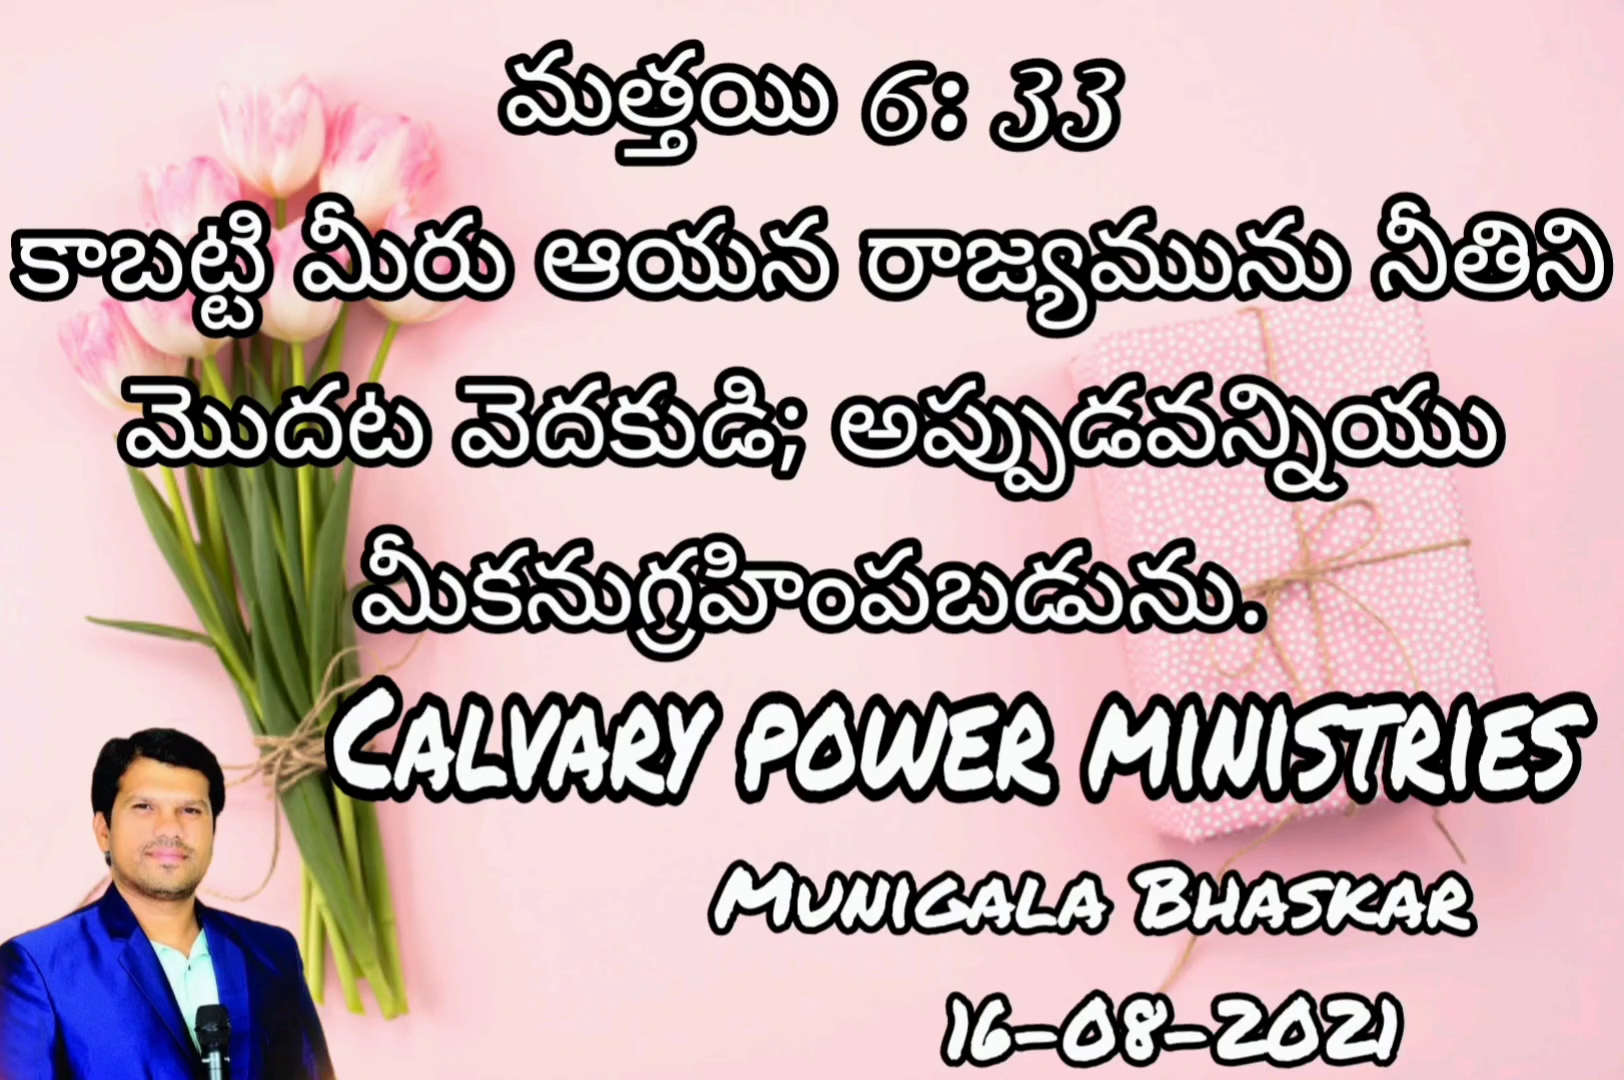 మత్తయి 6: 33
కాబట్టి మీరు ఆయన రాజ్యమును నీతిని
మొదట వెదకుడి; అప్పుడవన్నియు
మీకనుగ్రహింపబడును.
CALVARY POWER MINISTRIES
MUNIGALA BHASKAR
16-08-2021